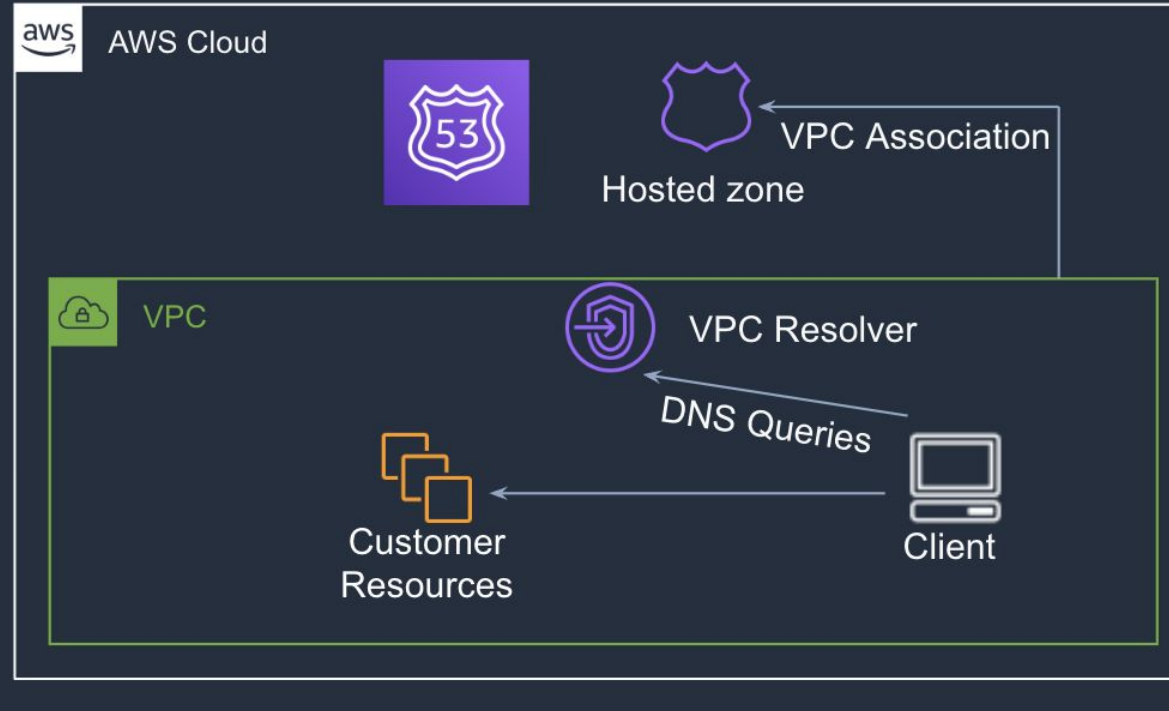 aws
AWS Cloud
53
VPC Association
Hosted zone
VPC
VPC Resolver
DNS Queries
Customer
Resources
Client